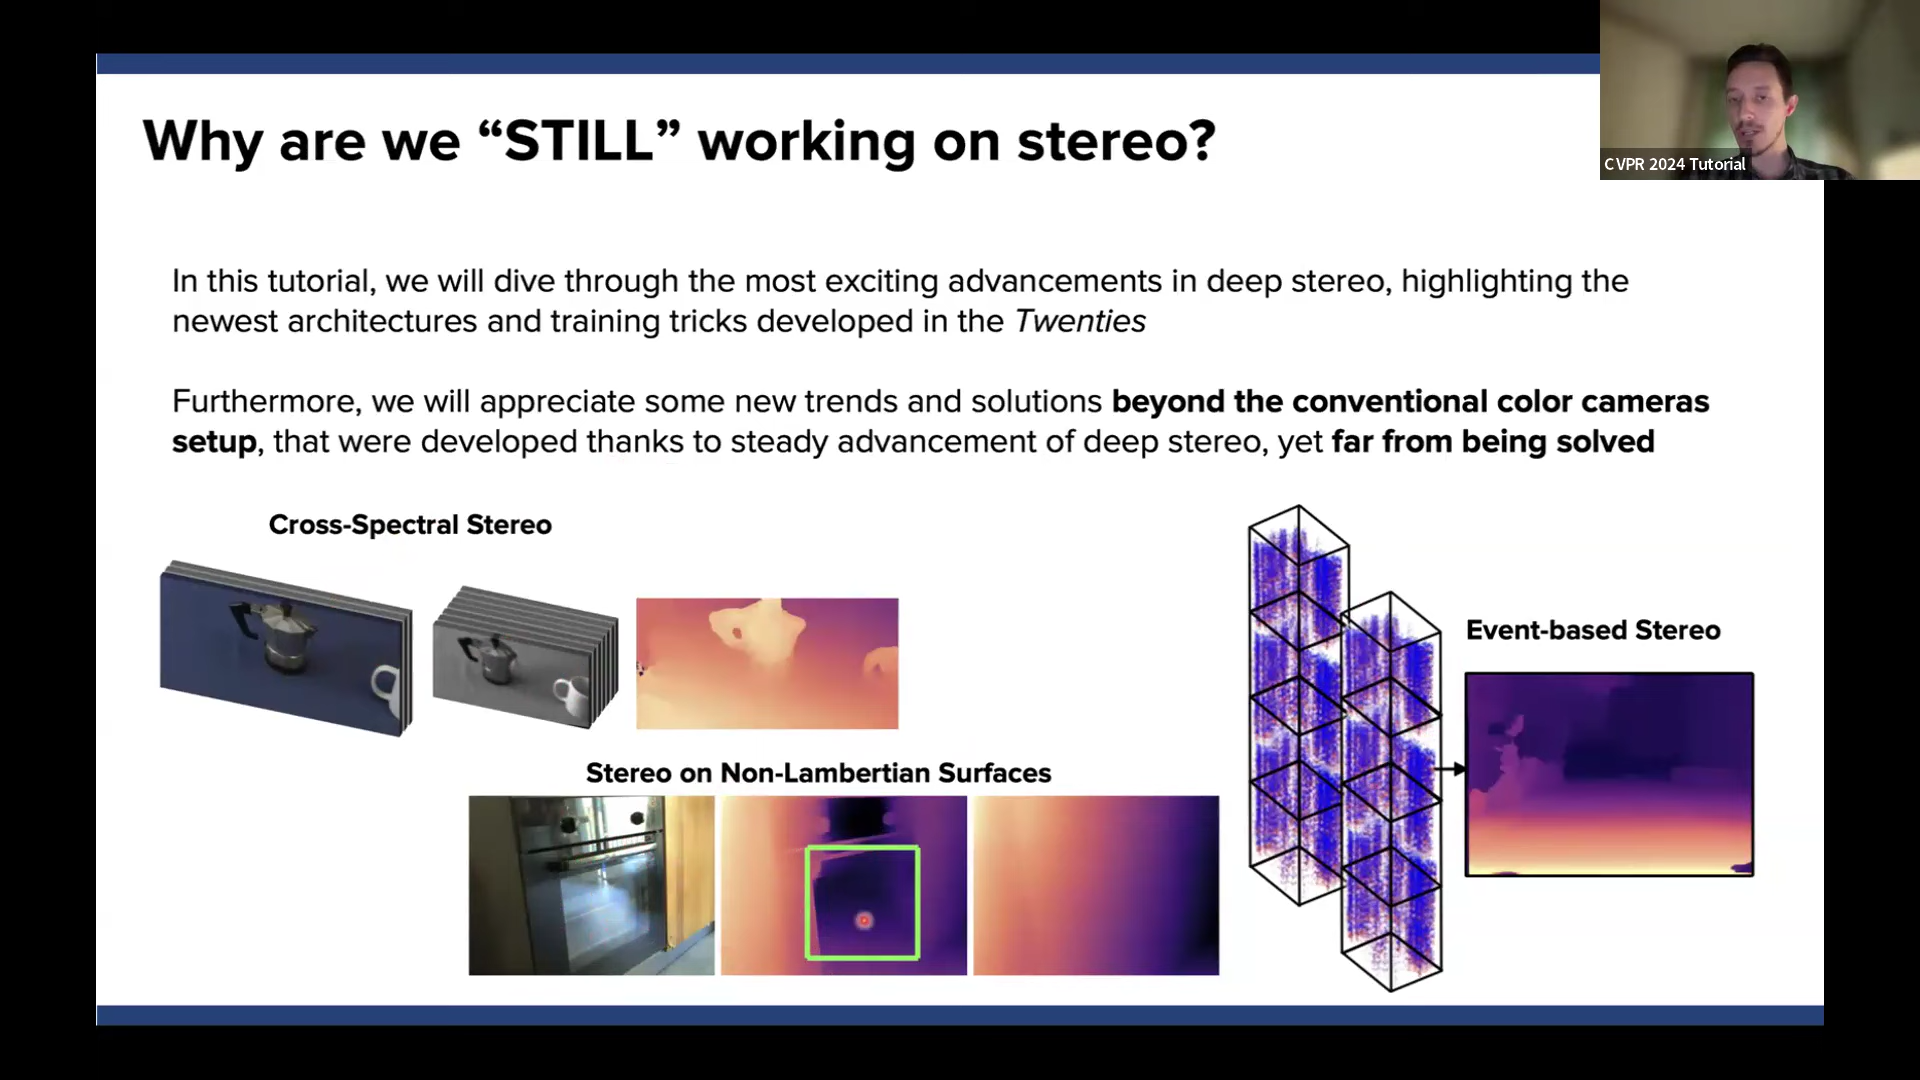 Why are we “STILL” working on stereo?
CVPR 2024 Tutorial
In this tutorial, we will dive through the most exciting advancements in deep stereo, highlighting the
newest architectures and training tricks developed in the Twenties
Furthermore, we will appreciate some new trends and solutions beyond the conventional color cameras
setup, that were developed thanks to steady advancement of deep stereo, yet far from being solved
Cross-Spectral Stereo
Event-based Stereo
Stereo on Non-Lambertian Surfaces